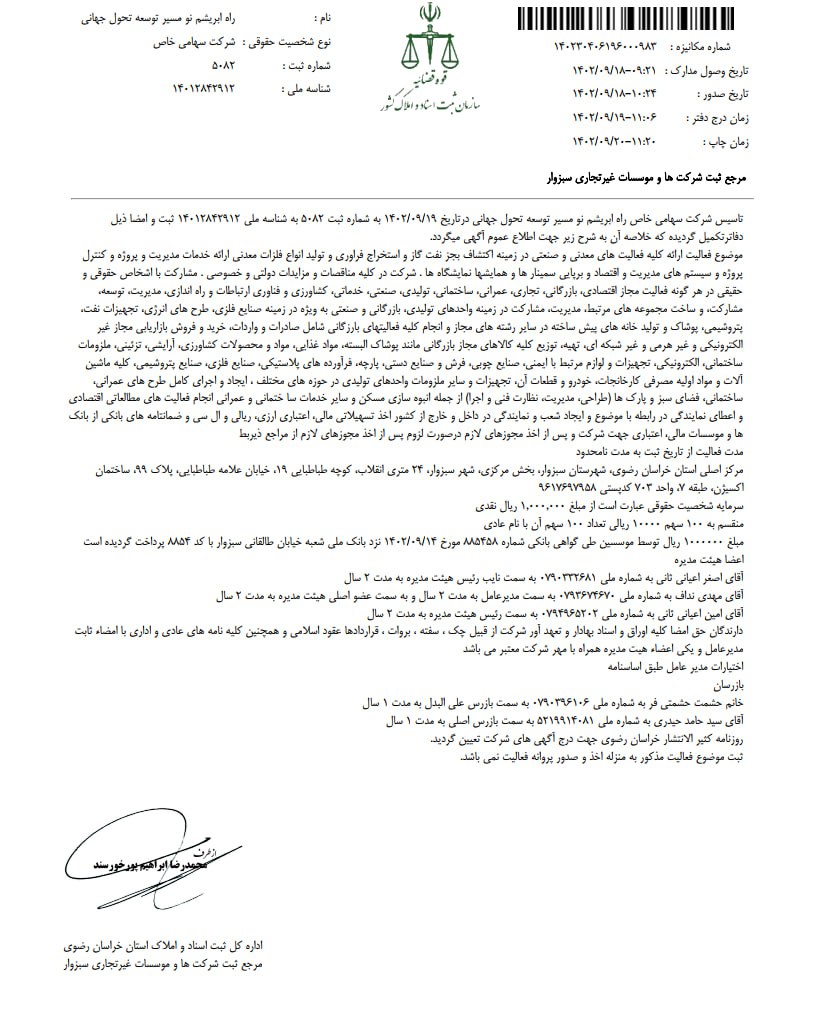 شماره مکانیزه : ۱۴۰۲۳۰۴۰۶۱۹۶۰۰۰۹۸۳
تاریخ وصول مدارک : ۰۹:۲۱-۱۴۰۲/۰۹/۱۸
تاریخ صدور : ۱۰:۲۴-۱۴۰۲/۰۹/۱۸
زمان درج دفتر : ۱۱:۰۶-۱۴۰۲/۰۹/۱۹
زمان چاپ : ۱۱:۲۰-۱۴۰۲/۰۹/۲۰
قوه قضائیه
سازمان ثبت اسناد و املاک کشور
نام : راه ابریشم نو مسیر توسعه تحول جهانی
نوع شخصیت حقوقی : شرکت سهامی خاص
شماره ثبت : ۵۰۸۲
شناسه ملی : ۱۴۰۱۲۸۴۲۹۱۲
مرجع ثبت شرکت ها و موسسات غیرتجاری سبزوار
تاسیس شرکت سهامی خاص راه ابریشم نو مسیر توسعه تحول جهانی درتاریخ ۱۴۰۲/۰۹/۱۹ به شماره ثبت ۵۰۸۲ به شناسه ملی ۱۴۰۱۲۸۴۲۹۱۲ ثبت و امضا ذیل
دفاترتکمیل گردیده که خلاصه آن به شرح زیر جهت اطلاع عموم آگهی میگردد.
موضوع فعالیت ارائه کلیه فعالیت های معدنی و صنعتی در زمینه اکتشاف بجز نفت گاز و استخراج فراوری و تولید انواع فلزات معدنی ارائه خدمات مدیریت و پروژه و کنترل
پروژه و سیستم های مدیریت و اقتصاد و برپایی سمینار ها و همایشها نمایشگاه ها . شرکت در کلیه مناقصات و مزایدات دولتی و خصوصی . مشارکت با اشخاص حقوقی و
حقیقی در هر گونه فعالیت مجاز اقتصادی، بازرگانی، تجاری، عمرانی، ساختمانی، تولیدی، صنعتی، خدماتی، کشاورزی و فناوری ارتباطات و راه اندازی، مدیریت، توسعه،
مشارکت، و ساخت مجموعه های مرتبط، مدیریت، مشارکت در زمینه واحدهای تولیدی، بازرگانی و صنعتی به ویژه در زمینه صنایع فلزی، طرح های انرژی، تجهیزات نفت،
پتروشیمی، پوشاک و تولید خانه های پیش ساخته در سایر رشته های مجاز و انجام کلیه فعالیتهای بارزگانی شامل صادرات و واردات، خرید و فروش بازاریابی مجاز غیر
الکترونیکی و غیر هرمی و غیر شبکه ای، تهیه، توزیع کلیه کالاهای مجاز بازرگانی مانند پوشاک البسته، مواد غذایی، مواد و محصولات کشاورزی، آرایشی، تزئینی، ملزومات
ساختمانی، الکترونیکی، تجهیزات و لوازم مرتبط با ایمنی، صنایع چوبی، فرش و صنایع دستی، پارچه، فرآورده های پلاستیکی، صنایع فلزی، صنایع پتروشیمی، کلیه ماشین
آلات و مواد اولیه مصرفی کارخانجات، خودرو و قطعات آن، تجهیزات و سایر ملزومات واحدهای تولیدی در حوزه های مختلف ، ایجاد و اجرای کامل طرح های عمرانی،
ساختمانی، فضای سبز و پارک ها (طراحی، مدیریت، نظارت فنی و اجرا) از جمله انبوه سازی مسکن و سایر خدمات سا ختمانی و عمرانی انجام فعالیت های مطالعاتی اقتصادی
و اعطای نمایندگی در رابطه با موضوع و ایجاد شعب و نمایندگی در داخل و خارج از کشور اخذ تسهیلاتی مالی، اعتباری ارزی، ریالی و ال سی و ضمانتامه های بانکی از بانک
ها و موسسات مالی، اعتباری جهت شرکت و پس از اخذ مجوزهای لازم درصورت لزوم پس از اخذ مجوزهای لازم از مراجع ذیربط
مدت فعالیت از تاریخ ثبت به مدت نامحدود
مرکز اصلی استان خراسان رضوی، شهرستان سبزوار، بخش مرکزی، شهر سبزوار، ۲۴ متری انقلاب، کوچه طباطبایی ۱۹، خیابان علامه طباطبایی، پلاک ۹۹، ساختمان
اکسیژن، طبقه ۷، واحد ۷۰۳ کدپستی ۹۶۱۷۶۹۷۹۵۸
سرمایه شخصیت حقوقی عبارت است از مبلغ ۱,۰۰۰,۰۰۰ ریال نقدی
منقسم به ۱۰۰ سهم ۱۰۰۰۰ ریالی تعداد ۱۰۰ سهم آن با نام عادی
مبلغ ۱۰۰۰۰۰۰ ریال توسط موسسین طی گواهی بانکی شماره ۸۸۵۴۵۸ مورخ ۱۴۰۲/۰۹/۱۴ نزد بانک ملی شعبه خیابان طالقانی سبزوار با کد ۸۸۵۴ پرداخت گردیده است
اعضا هیئت مدیره
آقای اصغر اعیانی ثانی به شماره ملی ۰۷۹۰۳۳۲۶۸۱ به سمت نایب رئیس هیئت مدیره به مدت ۲ سال
آقای مهدی نداف به شماره ملی ۰۷۹۳۶۷۴۶۷۰ به سمت مدیرعامل به مدت ۲ سال و به سمت عضو اصلی هیئت مدیره به مدت ۲ سال
آقای امین اعیانی ثانی به شماره ملی ۰۷۹۴۹۶۵۲۰۲ به سمت رئیس هیئت مدیره به مدت ۲ سال
دارندگان حق امضا کلیه اوراق و اسناد بهادار و تعهد آور شرکت از قبیل چک ، سفته ، بروات ، قراردادها عقود اسلامی و همچنین کلیه نامه های عادی و اداری با امضاء ثابت
مدیرعامل و یکی اعضاء هیت مدیره همراه با مهر شرکت معتبر می باشد
اختیارات مدیر عامل طبق اساسنامه
بازرسان
خانم حشمت حشمتی فر به شماره ملی ۰۷۹۰۳۹۶۱۰۶ به سمت بازرس علی البدل به مدت ۱ سال
آقای سید حامد حیدری به شماره ملی ۵۲۱۹۹۱۴۰۸۱ به سمت بازرس اصلی به مدت ۱ سال
روزنامه کثیر الانتشار خراسان رضوی جهت درج آگهی های شرکت تعیین گردید.
ثبت موضوع فعالیت مذکور به منزله اخذ و صدور پروانه فعالیت نمی باشد.
از طرف
محمدرضا ابراهیم پورخورسند
اداره کل ثبت اسناد و املاک استان خراسان رضوی
مرجع ثبت شرکت ها و موسسات غیرتجاری سبزوار